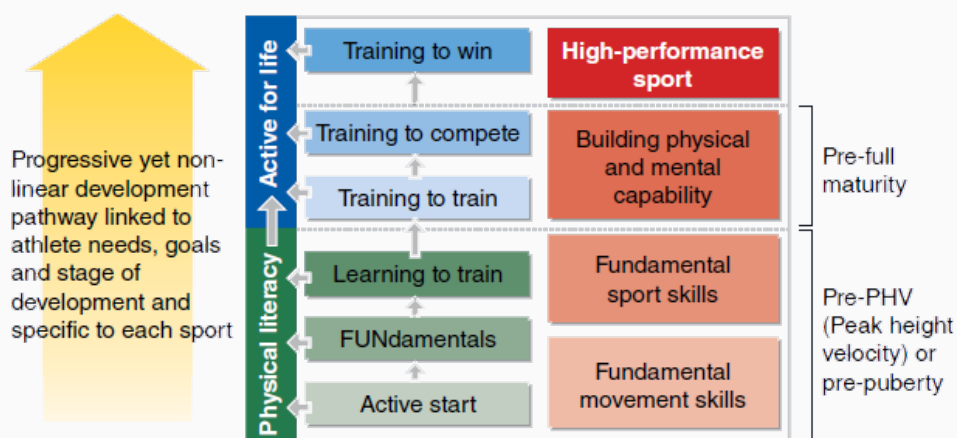 Progressive yet non-
linear development
pathway linked to
athlete needs, goals
and stage of
development and
specific to each sport
Active for life
Physical literacy
Training to win
Training to compete
Training to train
Learning to train
FUNdamentals
Active start
High-performance
sport
Building physical
and mental
capability
Fundamental
sport skills
Fundamental
movement skills
Pre-full
maturity
Pre-PHV
(Peak height
velocity) or
pre-puberty